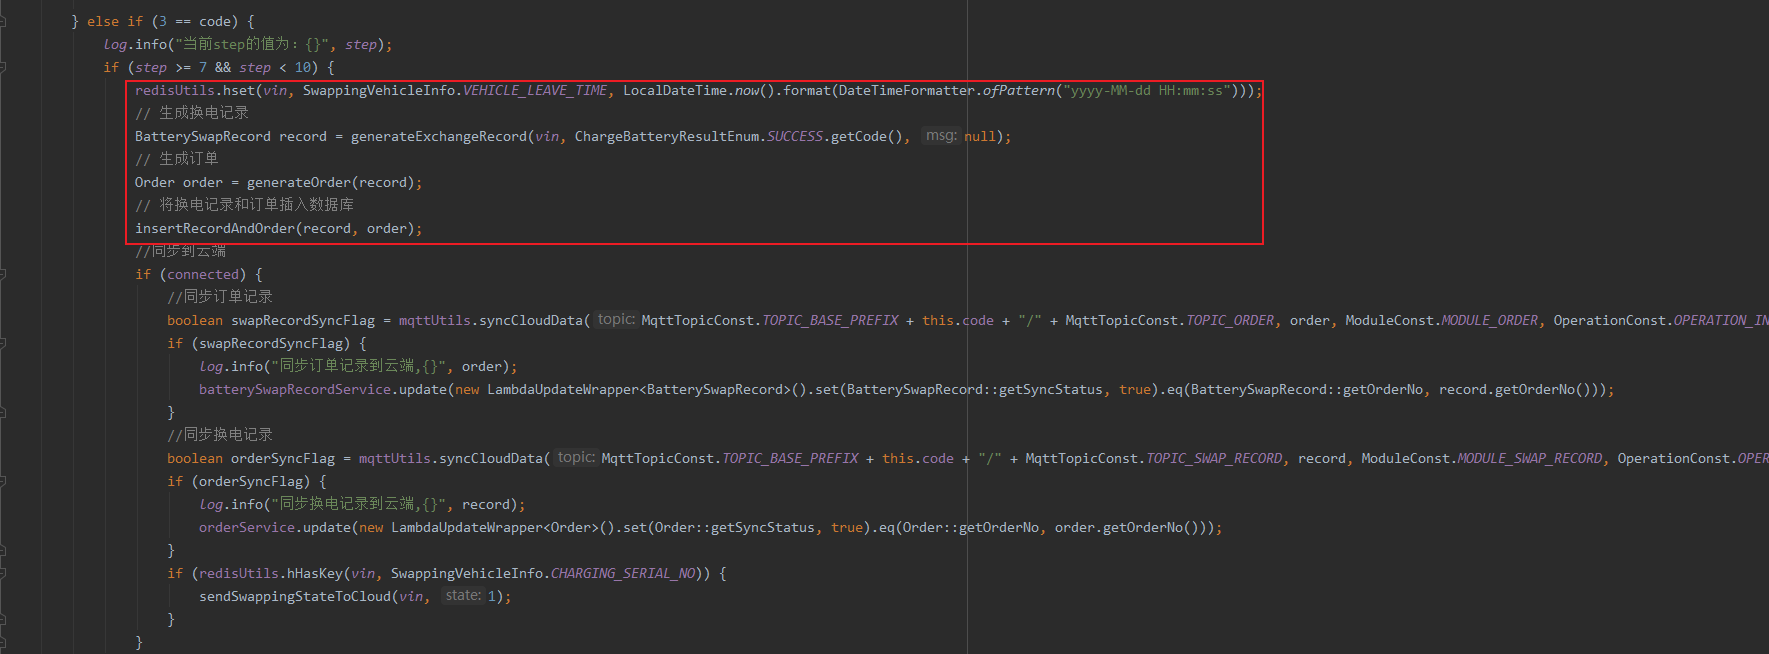 } else if (3 == code) {
log.info("当前step的值为：{}", step);
if (step >= 7 && step < 10) {
redisUtils.hset(vin, SwappingVehicleInfo.VEHICLE_LEAVE_TIME, LocalDateTime.now().format(DateTimeFormatter.ofPattern("yyyy-MM-dd HH:mm:ss")));
// 生成换电记录
BatterySwapRecord record = generateExchangeRecord(vin, ChargeBatteryResultEnum.SUCCESS.getCode(), msg: null);
// 生成订单
Order order = generateOrder(record);
// 将换电记录和订单插入数据库
insertRecordAndOrder(record, order);
//同步到云端
if (connected) {
//同步订单记录
boolean swapRecordSyncFlag = mqttUtils.syncCloudData( topic: MqttTopicConst.TOPIC_BASE_PREFIX + this.code + "/" + MqttTopicConst.TOPIC_ORDER, order, ModuleConst.MODULE_ORDER, OperationConst.OPERATION_IN
if (swapRecordSyncFlag) {
log.info("同步订单记录到云端,{}", order);
batterySwapRecordService.update(new LambdaUpdateWrapper<BatterySwapRecord>().set(BatterySwapRecord::getSyncStatus, true).eq(BatterySwapRecord::getOrderNo, record.getOrderNo()));
}
//同步换电记录
boolean orderSyncFlag = mqttUtils.syncCloudData( topic: MqttTopicConst.TOPIC_BASE_PREFIX + this.code + "/" + MqttTopicConst.TOPIC_SWAP_RECORD, record, ModuleConst.MODULE_SWAP_RECORD, OperationConst.OPER
if (orderSyncFlag) {
log.info("同步换电记录到云端,{}", record);
orderService.update(new LambdaUpdateWrapper<Order>().set(Order::getSyncStatus, true).eq(Order::getOrderNo, order.getOrderNo()));
}
if (redisUtils.hHasKey(vin, SwappingVehicleInfo.CHARGING_SERIAL_NO)) {
sendSwappingStateToCloud(vin, state: 1);
}
}